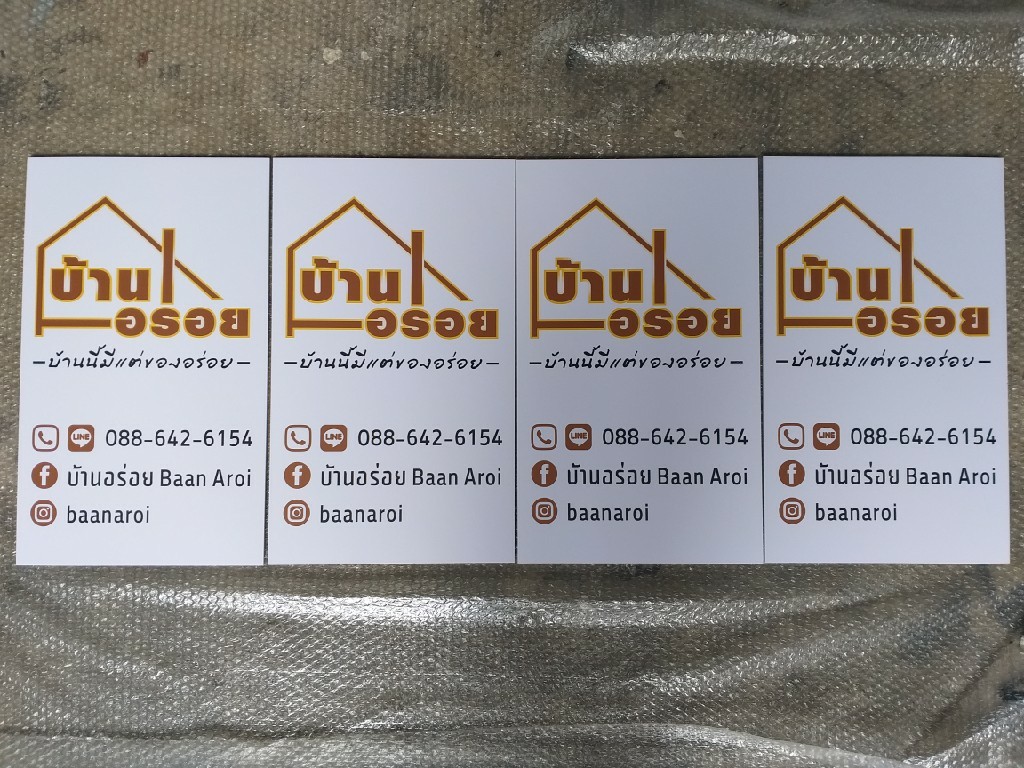 บ้าน
อร่อย
บ้านนี้มีแต่ของอร่อย
LINE 088-642-6154
บ้านอร่อย Baan Aroi
baanaroi
บ้าน
อร่อย
บ้านนี้มีแต่ของอร่อย
LINE 088-642-6154
บ้านอร่อย Baan Aroi
baanaroi
บ้าน
อร่อย
บ้านนี้มีแต่ของอร่อย
LINE 088-642-6154
บ้านอร่อย Baan Aroi
baanaroi
บ้าน
อร่อย
บ้านนี้มีแต่ของอร่อย
LINE 088-642-6154
บ้านอร่อย Baan Aroi
baanaroi